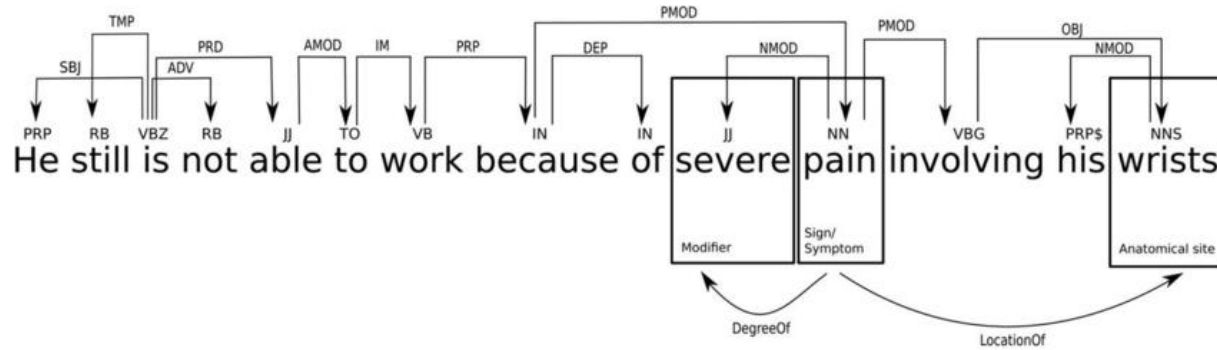 PMOD
TMP PMOD OBJ
PRD AMOD IM PRP DEP NMOD NMOD
SBJ ADV
PRP RB VBZ RB JJ TO VB IN IN JJ NN VBG PRP$ NNS
He still is not able to work because of severe pain involving his wrists
Modifier
Sign/
Symptom
Anatomical site
DegreeOf
LocationOf